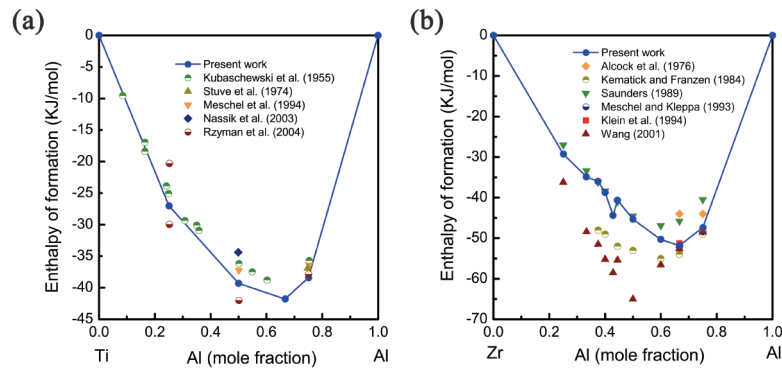 (a)
Enthalpy of formation (KJ/mol)
0
-5
-10
-15
-20
-25
-30
-35
-40
-45
Present work
Kubaschewski et al. (1955)
Stuve et al. (1974)
Meschel et al. (1994)
Nassik et al. (2003)
Rzyman et al. (2004)
0.0 0.2 0.4 0.6 0.8 1.0
Ti Al (mole fraction) Al
(b)
Enthalpy of formation (KJ/mol)
0
-10
-20
-30
-40
-50
-60
-70
Present work
Alcock et al. (1976)
Kematick and Franzen (1984)
Saunders (1989)
Meschel and Kleppa (1993)
Klein et al. (1994)
Wang (2001)
0.0 0.2 0.4 0.6 0.8 1.0
Zr Al (mole fraction) Al